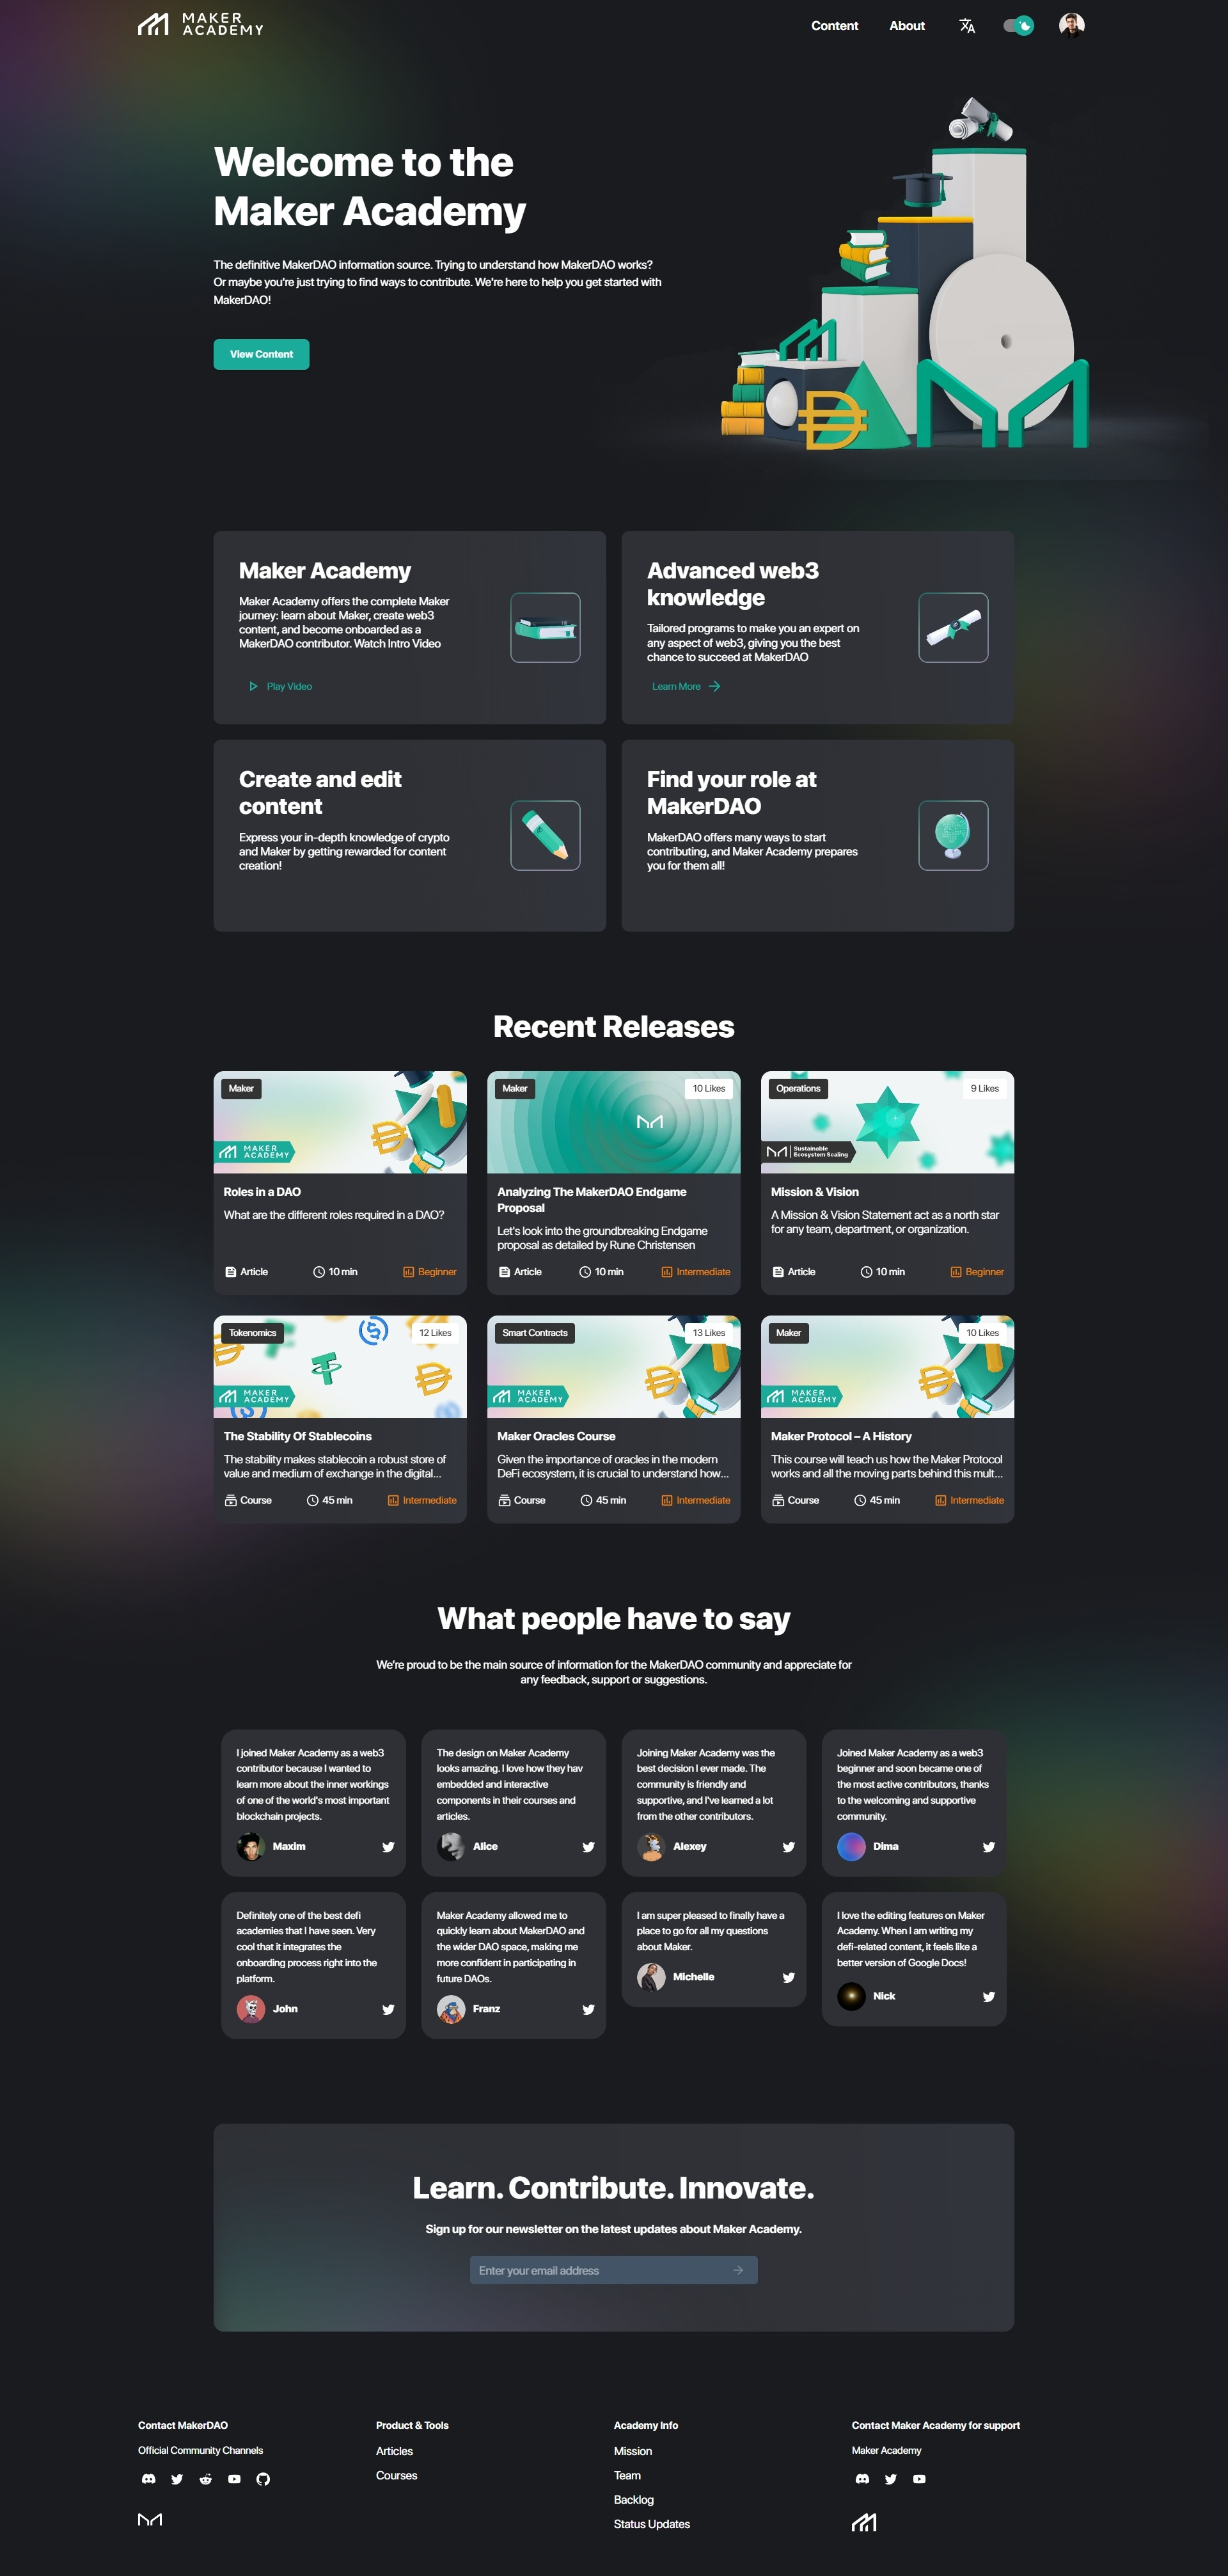 MAKER
ACADEMY
Content
About
Welcome to the
Maker Academy
The definitive MakerDAO information source. Trying to understand how MakerDAO works?
Or maybe you're just trying to find ways to contribute. We're here to help you get started with
MakerDAO!
View Content
Maker Academy
Maker Academy offers the complete Maker
journey: learn about Maker, create web3
content, and become onboarded as a
MakerDAO contributor. Watch Intro Video
Play Video
Advanced web3
knowledge
Tailored programs to make you an expert on
any aspect of web3, giving you the best
chance to succeed at MakerDAO
Learn More
Create and edit
content
Express your in-depth knowledge of crypto
and Maker by getting rewarded for content
creation!
Find your role at
MakerDAO
MakerDAO offers many ways to start
contributing, and Maker Academy prepares
you for them all!
Recent Releases
Maker
MAKER
ACADEMY
Roles in a DAO
What are the different roles required in a DAO?
Article
10 min
Beginner
Maker
10 Likes
Analyzing The MakerDAO Endgame
Proposal
Let's look into the groundbreaking Endgame
proposal as detailed by Rune Christensen
Article
10 min
Intermediate
Operations
9 Likes
Sustainable
Ecosystem Scaling
Mission & Vision
A Mission & Vision Statement act as a north star
for any team, department, or organization.
Article
10 min
Beginner
Tokenomics
12 Likes
MAKER
ACADEMY
The Stability Of Stablecoins
The stability makes stablecoin a robust store of
value and medium of exchange in the digital...
Course
45 min
Intermediate
Smart Contracts
13 Likes
MAKER
ACADEMY
Maker Oracles Course
Given the importance of oracles in the modern
DeFi ecosystem, it is crucial to understand how...
Course
45 min
Intermediate
Maker
10 Likes
MAKER
ACADEMY
Maker Protocol – A History
This course will teach us how the Maker Protocol
works and all the moving parts behind this mult...
Course
45 min
Intermediate
What people have to say
We're proud to be the main source of information for the MakerDAO community and appreciate for
any feedback, support or suggestions.
I joined Maker Academy as a web3
contributor because I wanted to
learn more about the inner workings
of one of the world's most important
blockchain projects.
Maxim
The design on Maker Academy
looks amazing. I love how they hav
embedded and interactive
components in their courses and
articles.
Alice
Joining Maker Academy was the
best decision I ever made. The
community is friendly and
supportive, and I've learned a lot
from the other contributors.
Alexey
Joined Maker Academy as a web3
beginner and soon became one of
the most active contributors, thanks
to the welcoming and supportive
community.
Dima
Definitely one of the best defi
academies that I have seen. Very
cool that it integrates the
onboarding process right into the
platform.
John
Maker Academy allowed me to
quickly learn about MakerDAO and
the wider DAO space, making me
more confident in participating in
future DAOs.
Franz
I am super pleased to finally have a
place to go for all my questions
about Maker.
Michelle
I love the editing features on Maker
Academy. When I am writing my
defi-related content, it feels like a
better version of Google Docs!
Nick
Learn. Contribute. Innovate.
Sign up for our newsletter on the latest updates about Maker Academy.
Enter your email address
Contact MakerDAO
Official Community Channels
Product & Tools
Articles
Courses
Academy Info
Mission
Team
Backlog
Status Updates
Contact Maker Academy for support
Maker Academy